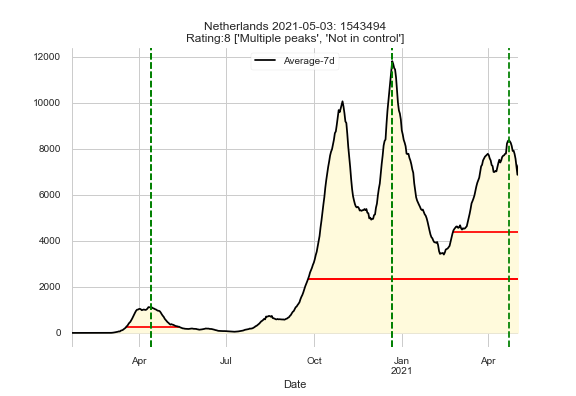 Netherlands 2021-05-03: 1543494
Rating:8 ['Multiple peaks', 'Not in control']
Average-7d
12000
10000
8000
6000
4000
2000
0
Apr Jul Oct Jan Apr
2021
Date